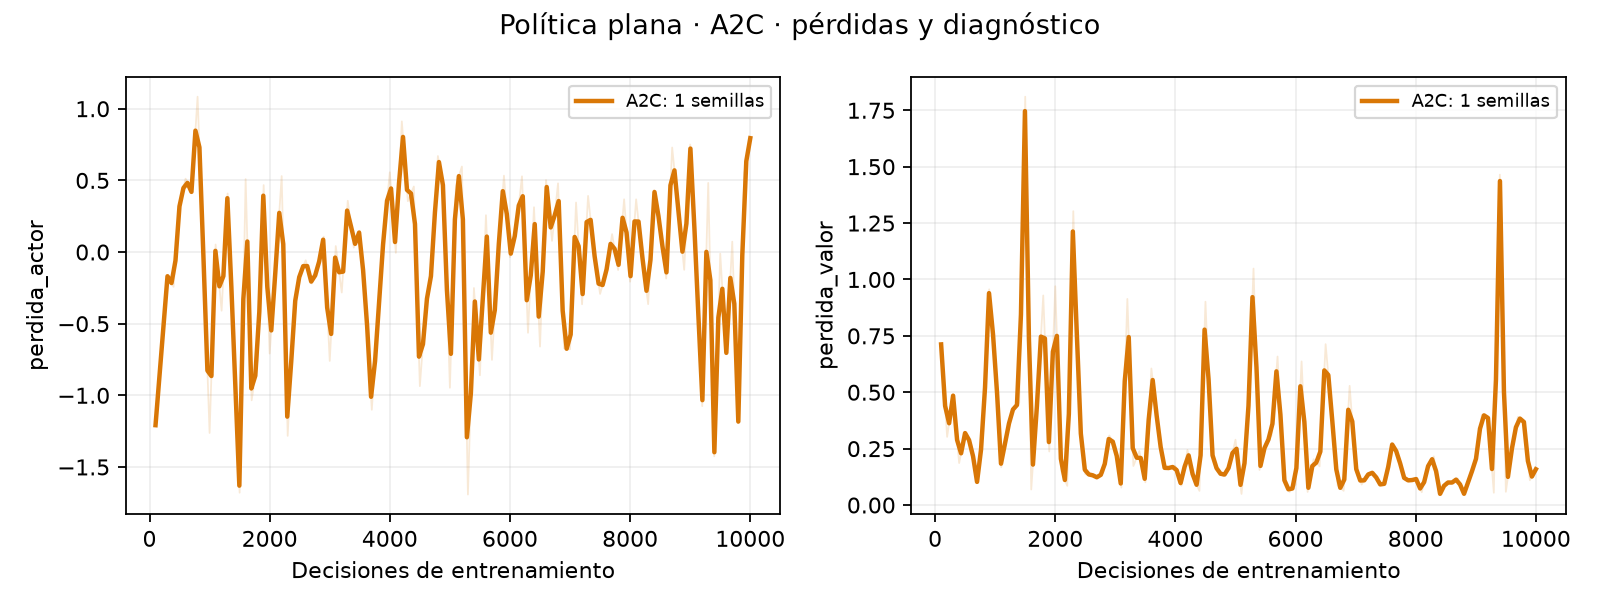 Política plana · A2C · pérdidas y diagnóstico
perdida_actor
1.0
0.5
0.0
−0.5
−1.0
−1.5
A2C: 1 semillas
0 2000 4000 6000 8000 10000
Decisiones de entrenamiento
perdida_valor
1.75
1.50
1.25
1.00
0.75
0.50
0.25
0.00
A2C: 1 semillas
0 2000 4000 6000 8000 10000
Decisiones de entrenamiento